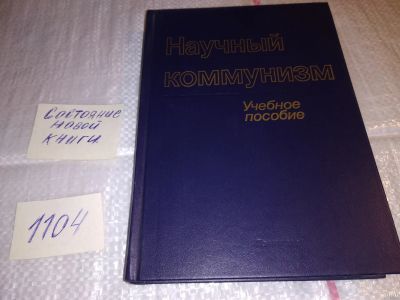 Научный
коммунизм
Учебное
пособие
Состояние
новой
книги
1104